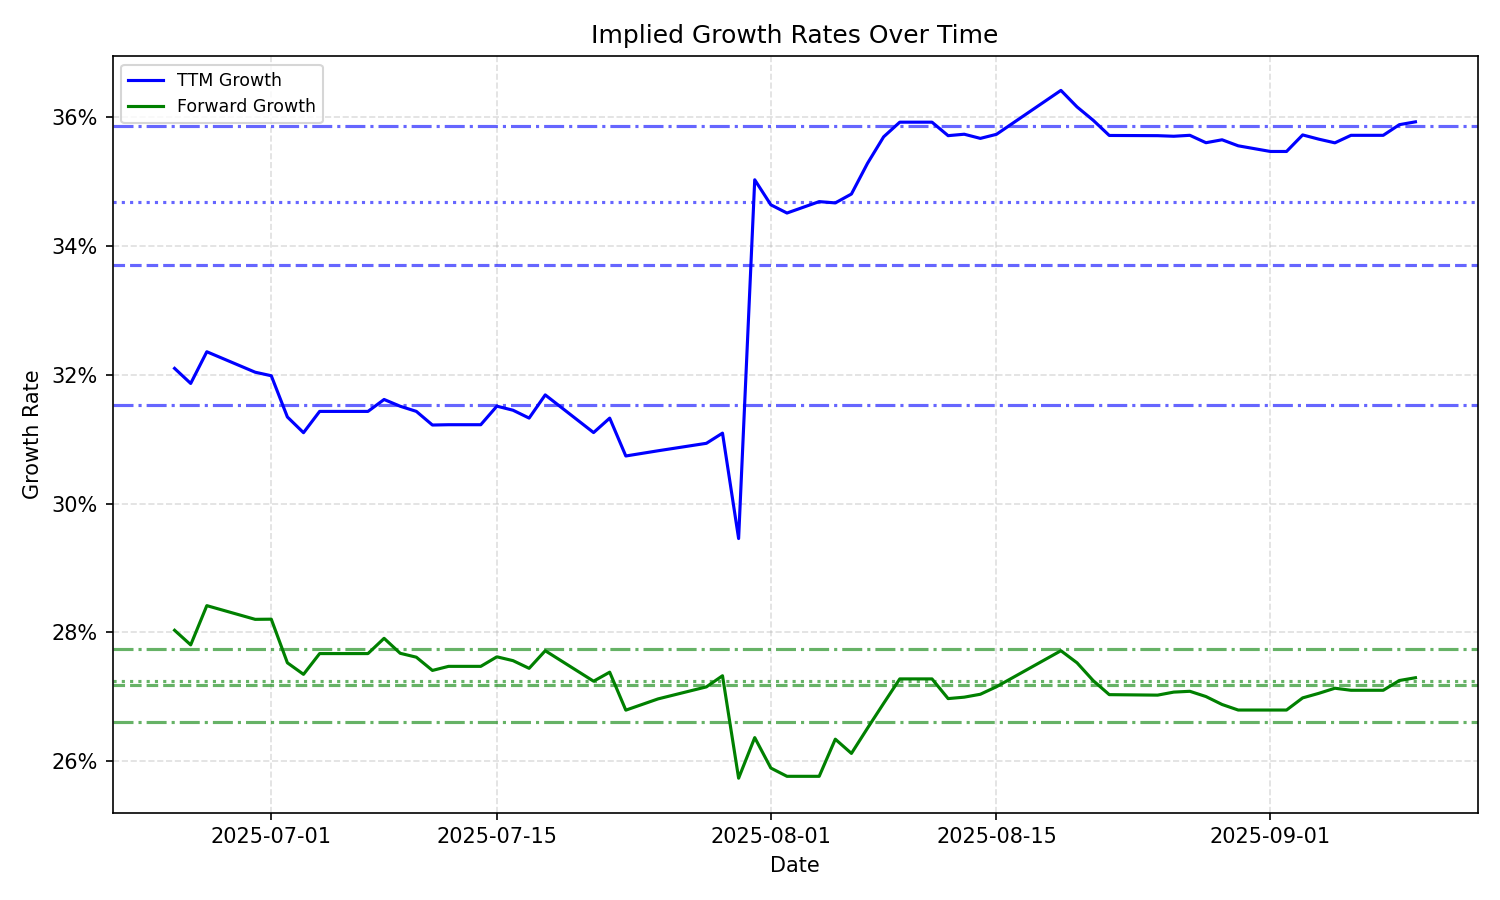 Implied Growth Rates Over Time
TTM Growth
Forward Growth
36%
34%
32%
30%
28%
26%
Growth Rate
2025-07-01
2025-07-15
2025-08-01
2025-08-15
2025-09-01
Date